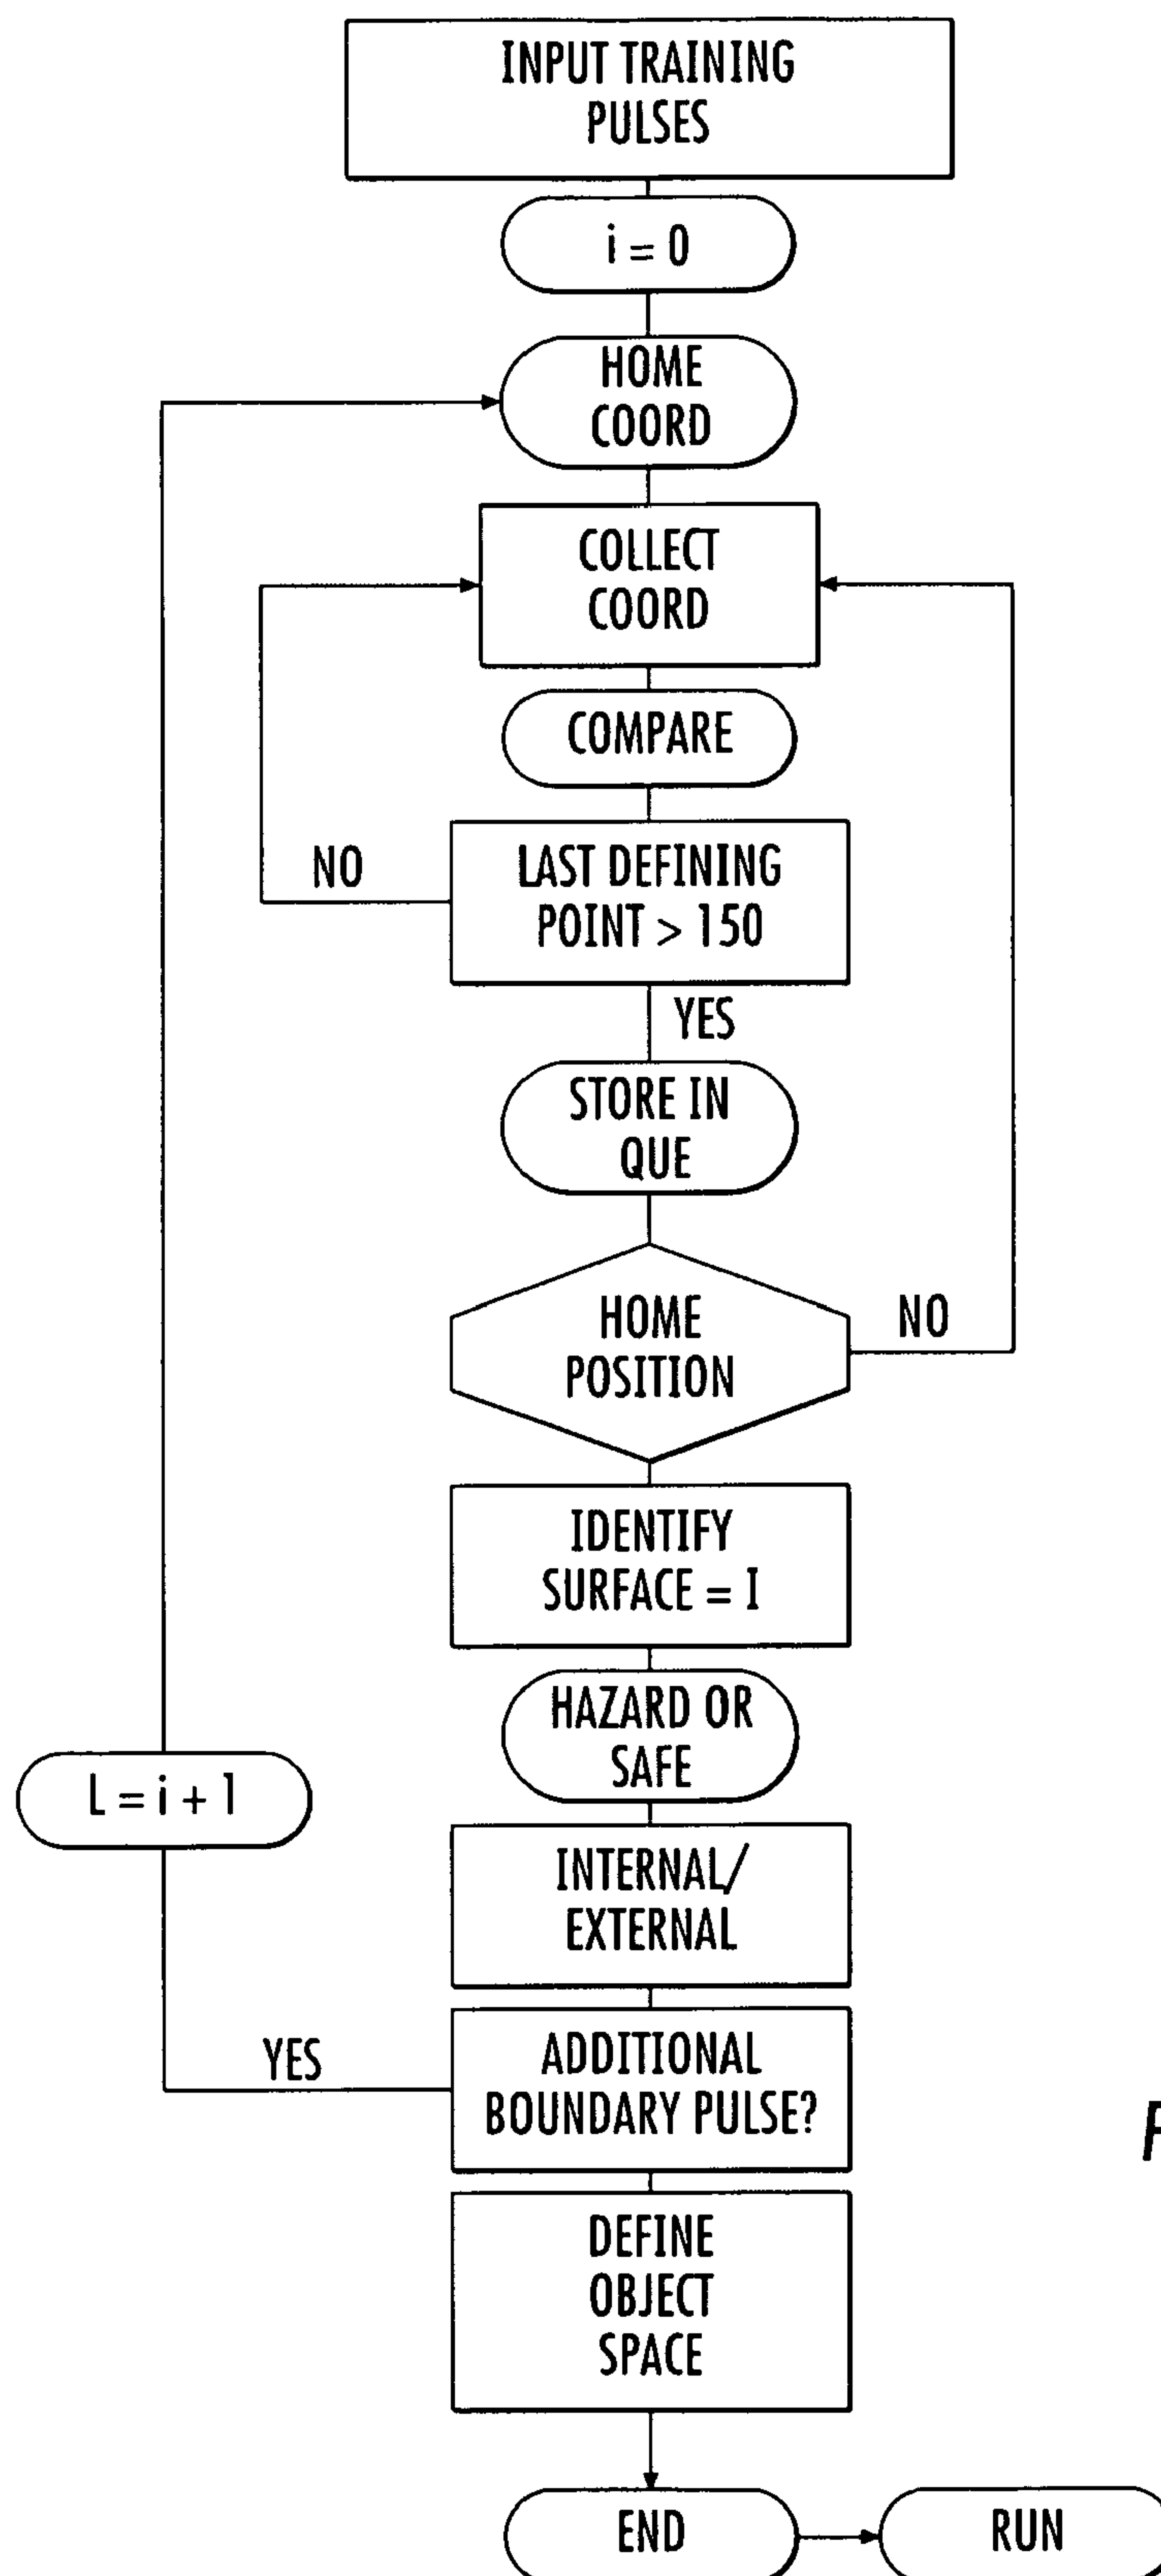 INPUT TRAINING
PULSES
i = 0
HOME
COORD
COLLECT
COORD
COMPARE
NO
LAST DEFINING
POINT > 150
YES
STORE IN
QUE
HOME
POSITION
NO
IDENTIFY
SURFACE = I
HAZARD OR
SAFE
L = i + 1
INTERNAL/
EXTERNAL
YES
ADDITIONAL
BOUNDARY PULSE?
DEFINE
OBJECT
SPACE
END
RUN